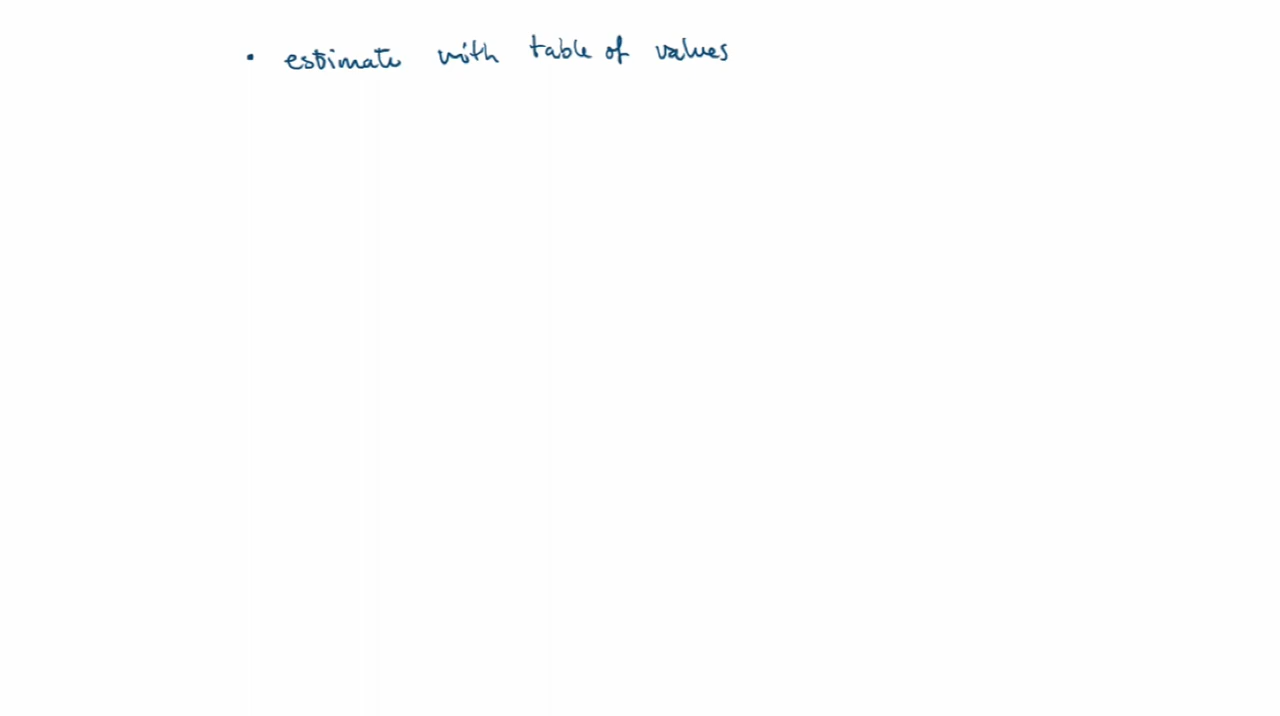 • estimate with table of values